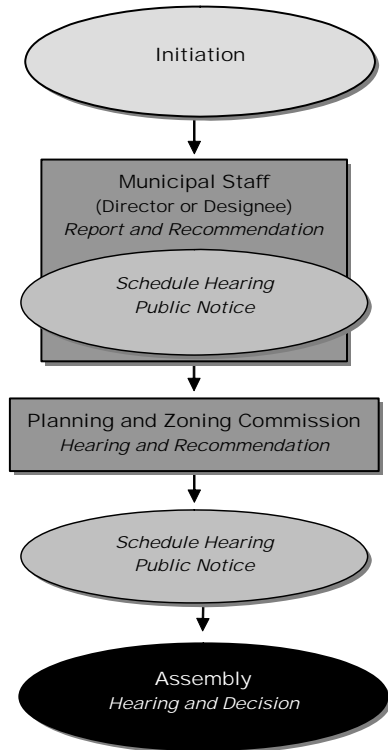 Initiation
Municipal Staff
(Director or Designee)
Report and Recommendation
Schedule Hearing
Public Notice
Planning and Zoning Commission
Hearing and Recommendation
Schedule Hearing
Public Notice
Assembly
Hearing and Decision